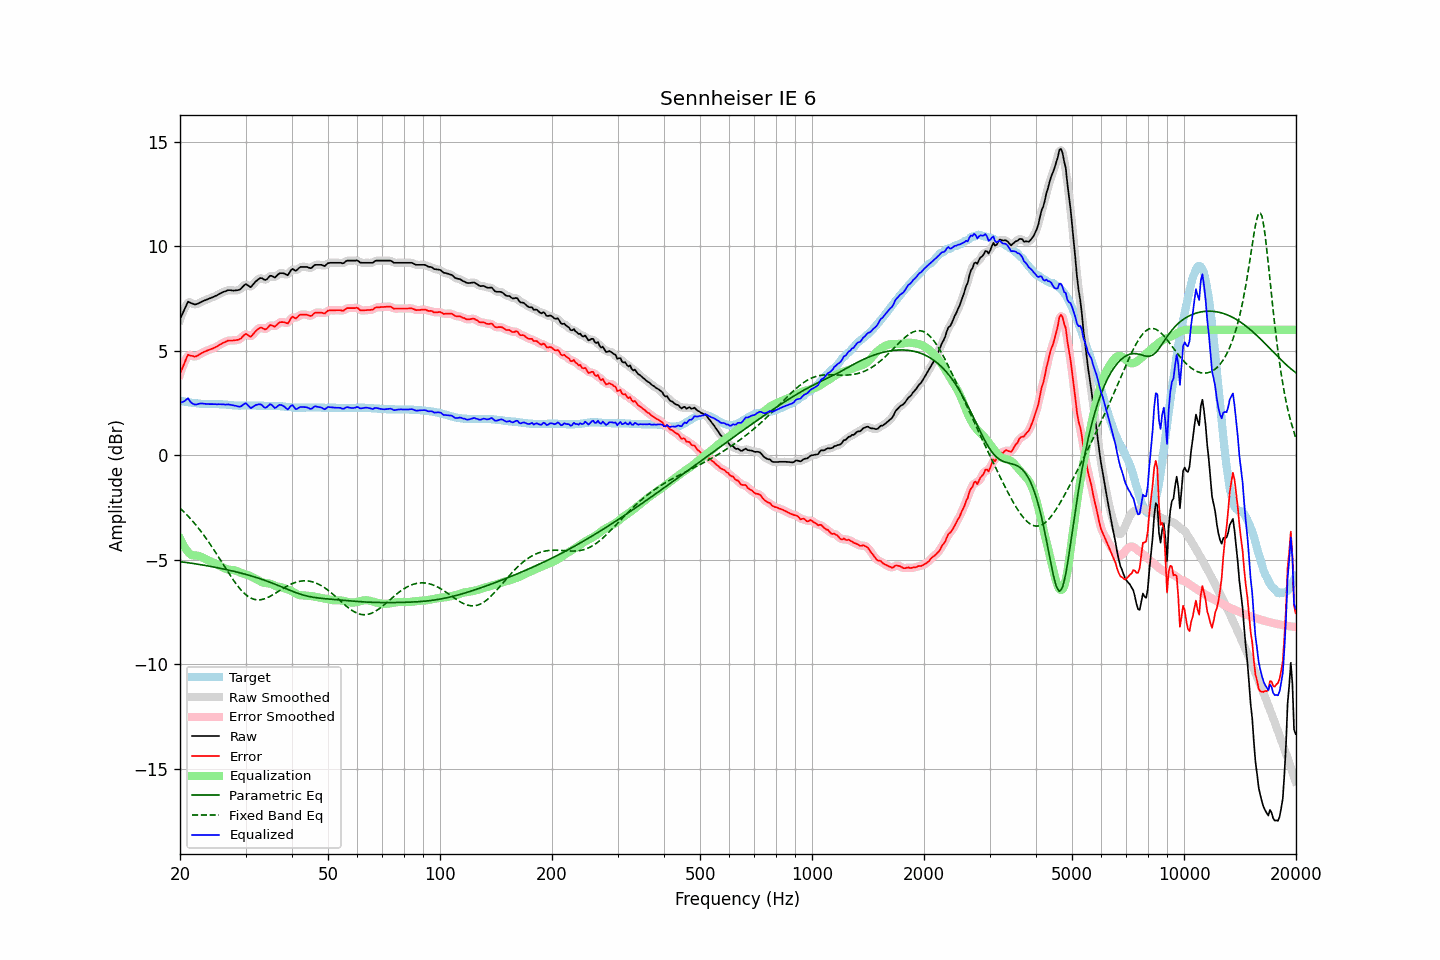 Sennheiser IE 6
15
10
5
0
−5
−10
−15
Amplitude (dBr)
Target
Raw Smoothed
Error Smoothed
Raw
Error
Equalization
Parametric Eq
Fixed Band Eq
Equalized
20 50 100 200 500 1000 2000 5000 10000 20000
Frequency (Hz)